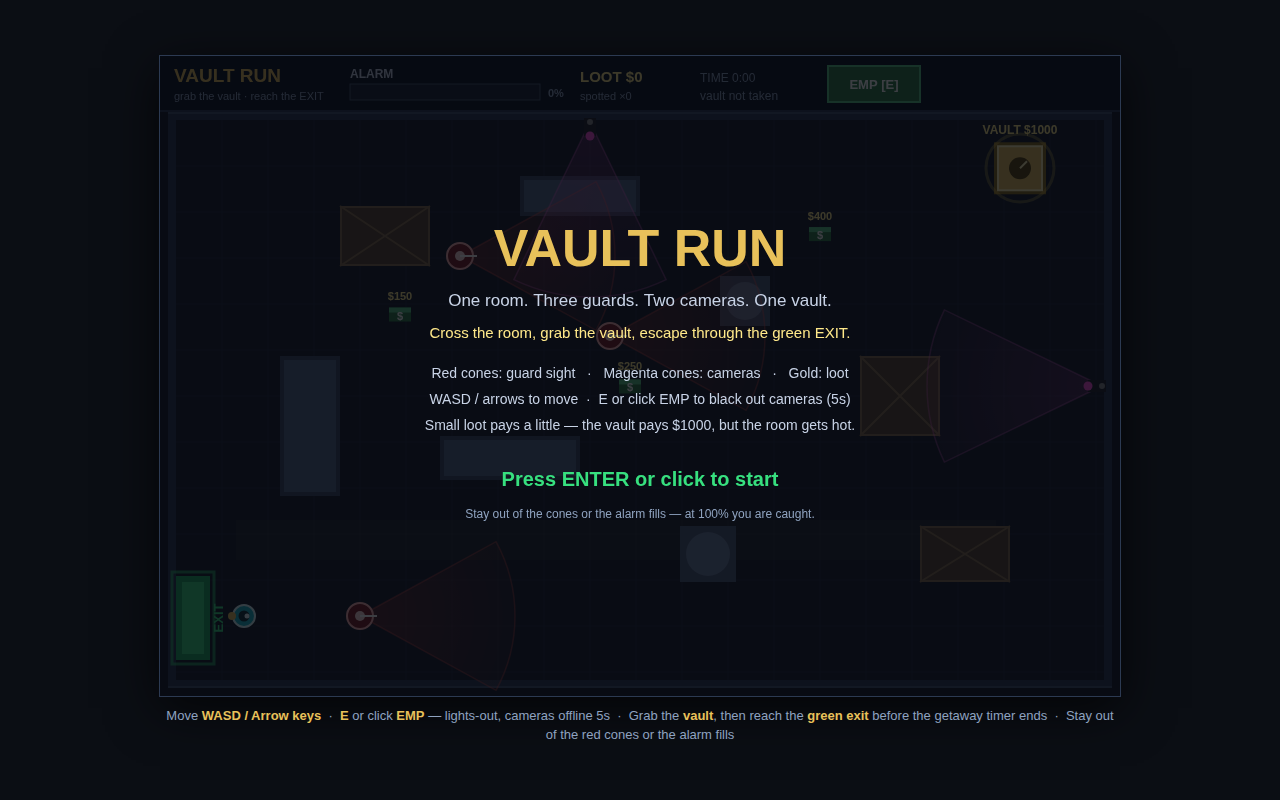 VAULT RUN
grab the vault · reach the EXIT
ALARM
0%
LOOT $0
spotted ×0
TIME 0:00
vault not taken
EMP [E]
VAULT $1000
$400
$
$150
$
VAULT RUN
One room. Three guards. Two cameras. One vault.
Cross the room, grab the vault, escape through the green EXIT.
$250
$
Red cones: guard sight · Magenta cones: cameras · Gold: loot
WASD / arrows to move · E or click EMP to black out cameras (5s)
Small loot pays a little — the vault pays $1000, but the room gets hot.
Press ENTER or click to start
Stay out of the cones or the alarm fills — at 100% you are caught.
EXIT
Move WASD / Arrow keys · E or click EMP — lights-out, cameras offline 5s · Grab the vault, then reach the green exit before the getaway timer ends · Stay out
of the red cones or the alarm fills